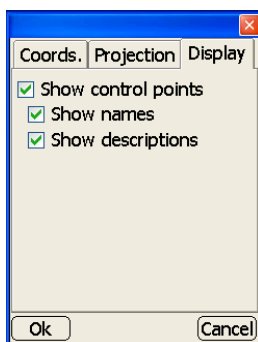 Coords. Projection Display
Show control points
Show names
Show descriptions
Ok Cancel